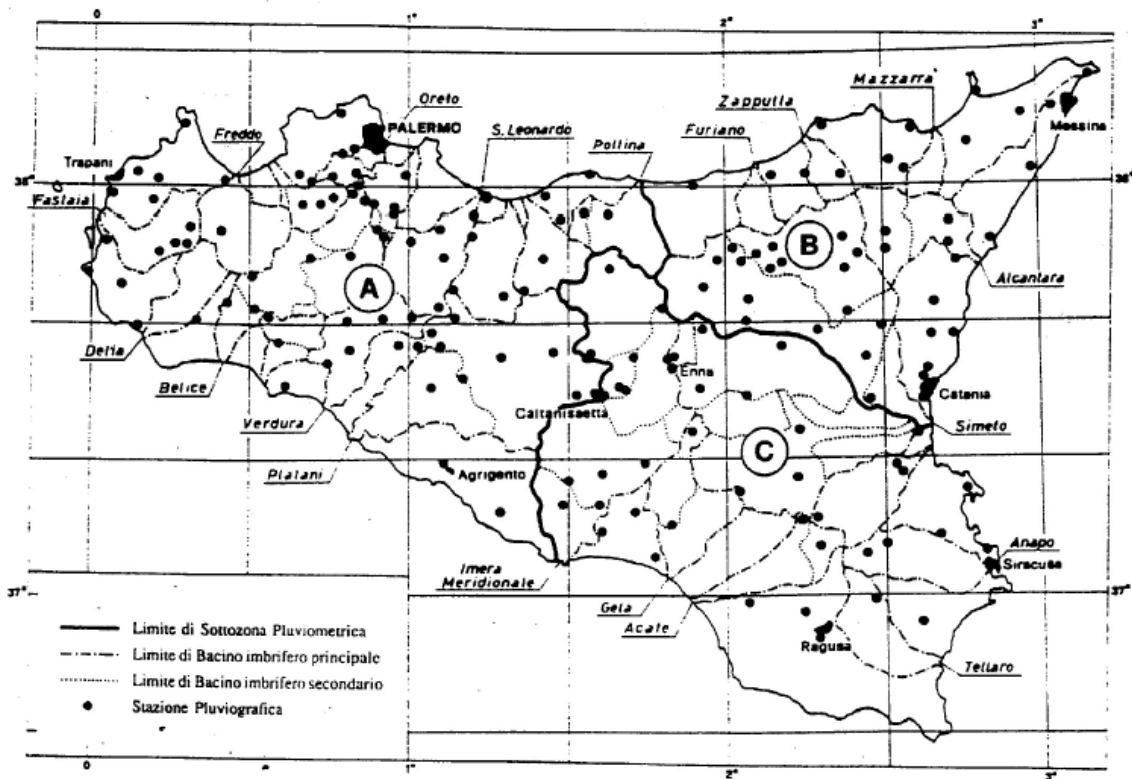 0
1°
2°
3°
Mazzarrà
Oreto
Zappulla
PALERMO
S. Leonardo
Furiano
Messina
Freddo
Pollina
Trapani
38°
38°
Fastaia
B
A
Alcantara
Delia
Enna
Belice
Catania
Caltanissetta
Verdura
Simeto
C
Platani
Agrigento
Anapo
Siracusa
Imera
Meridionale
37°
37°
Gela
Acate
Limite di Sottozona Pluviometrica
Ragusa
Limite di Bacino imbrifero principale
Tellaro
Limite di Bacino imbrifero secondario
Stazione Pluviografica
0
1°
2°
3°